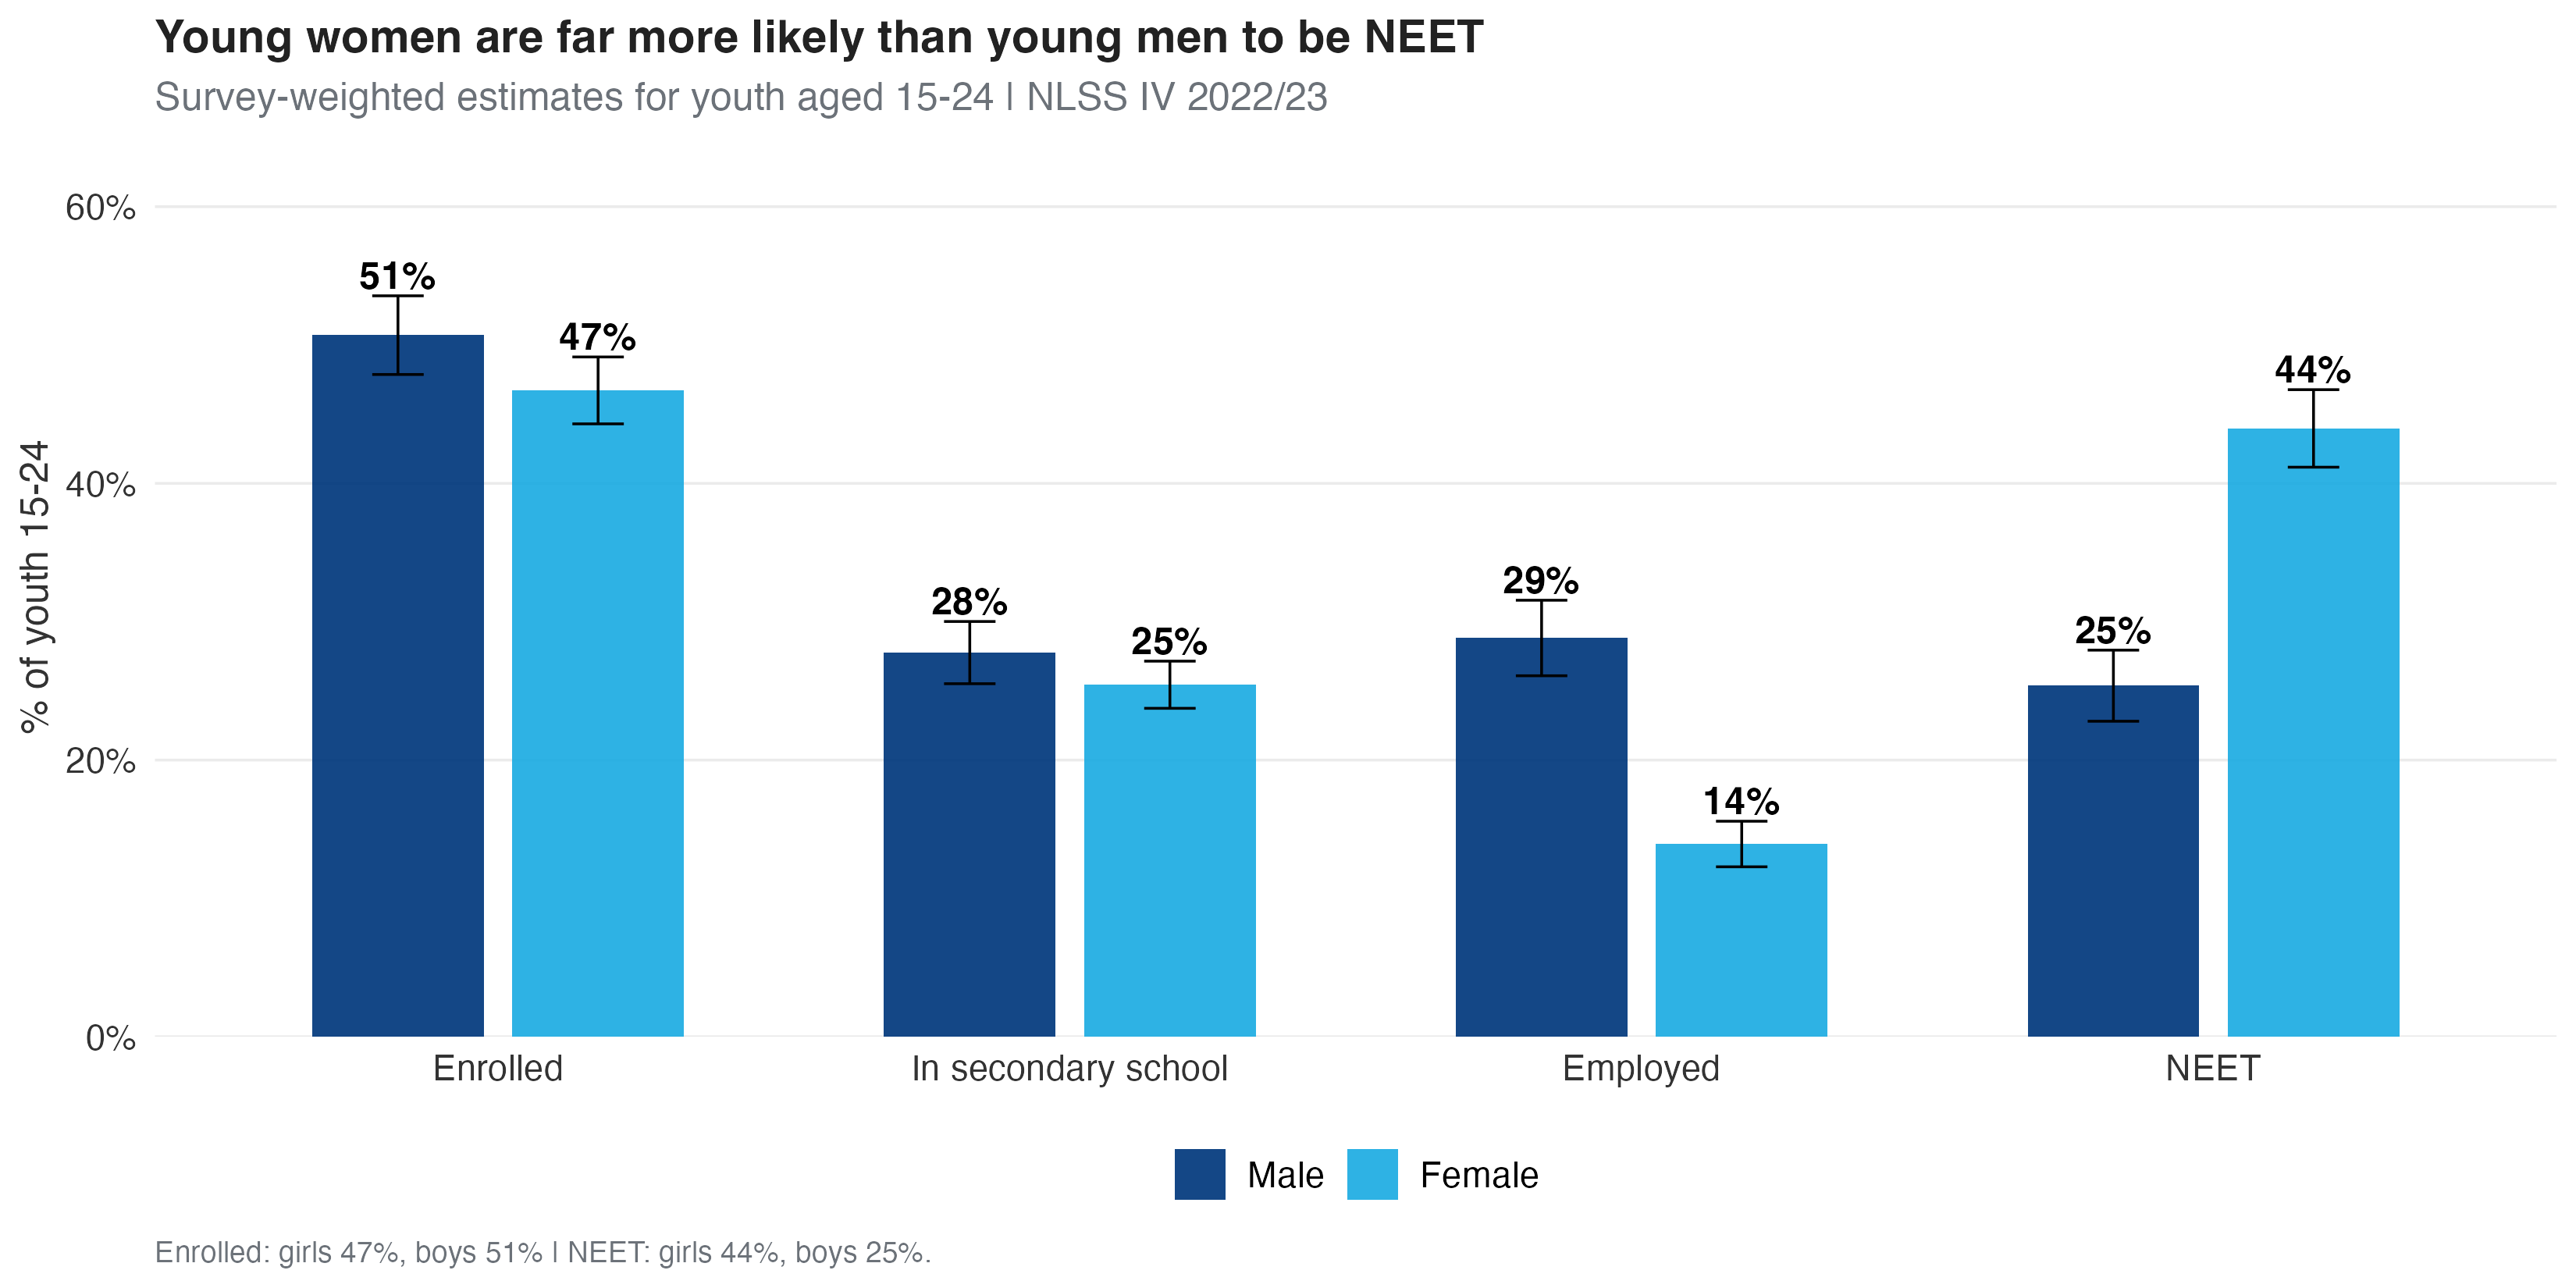 Young women are far more likely than young men to be NEET
Survey-weighted estimates for youth aged 15-24 | NLSS IV 2022/23
% of youth 15-24
60%
40%
20%
0%
51%
47%
28%
25%
29%
14%
25%
44%
Enrolled
In secondary school
Employed
NEET
Male
Female
Enrolled: girls 47%, boys 51% | NEET: girls 44%, boys 25%.